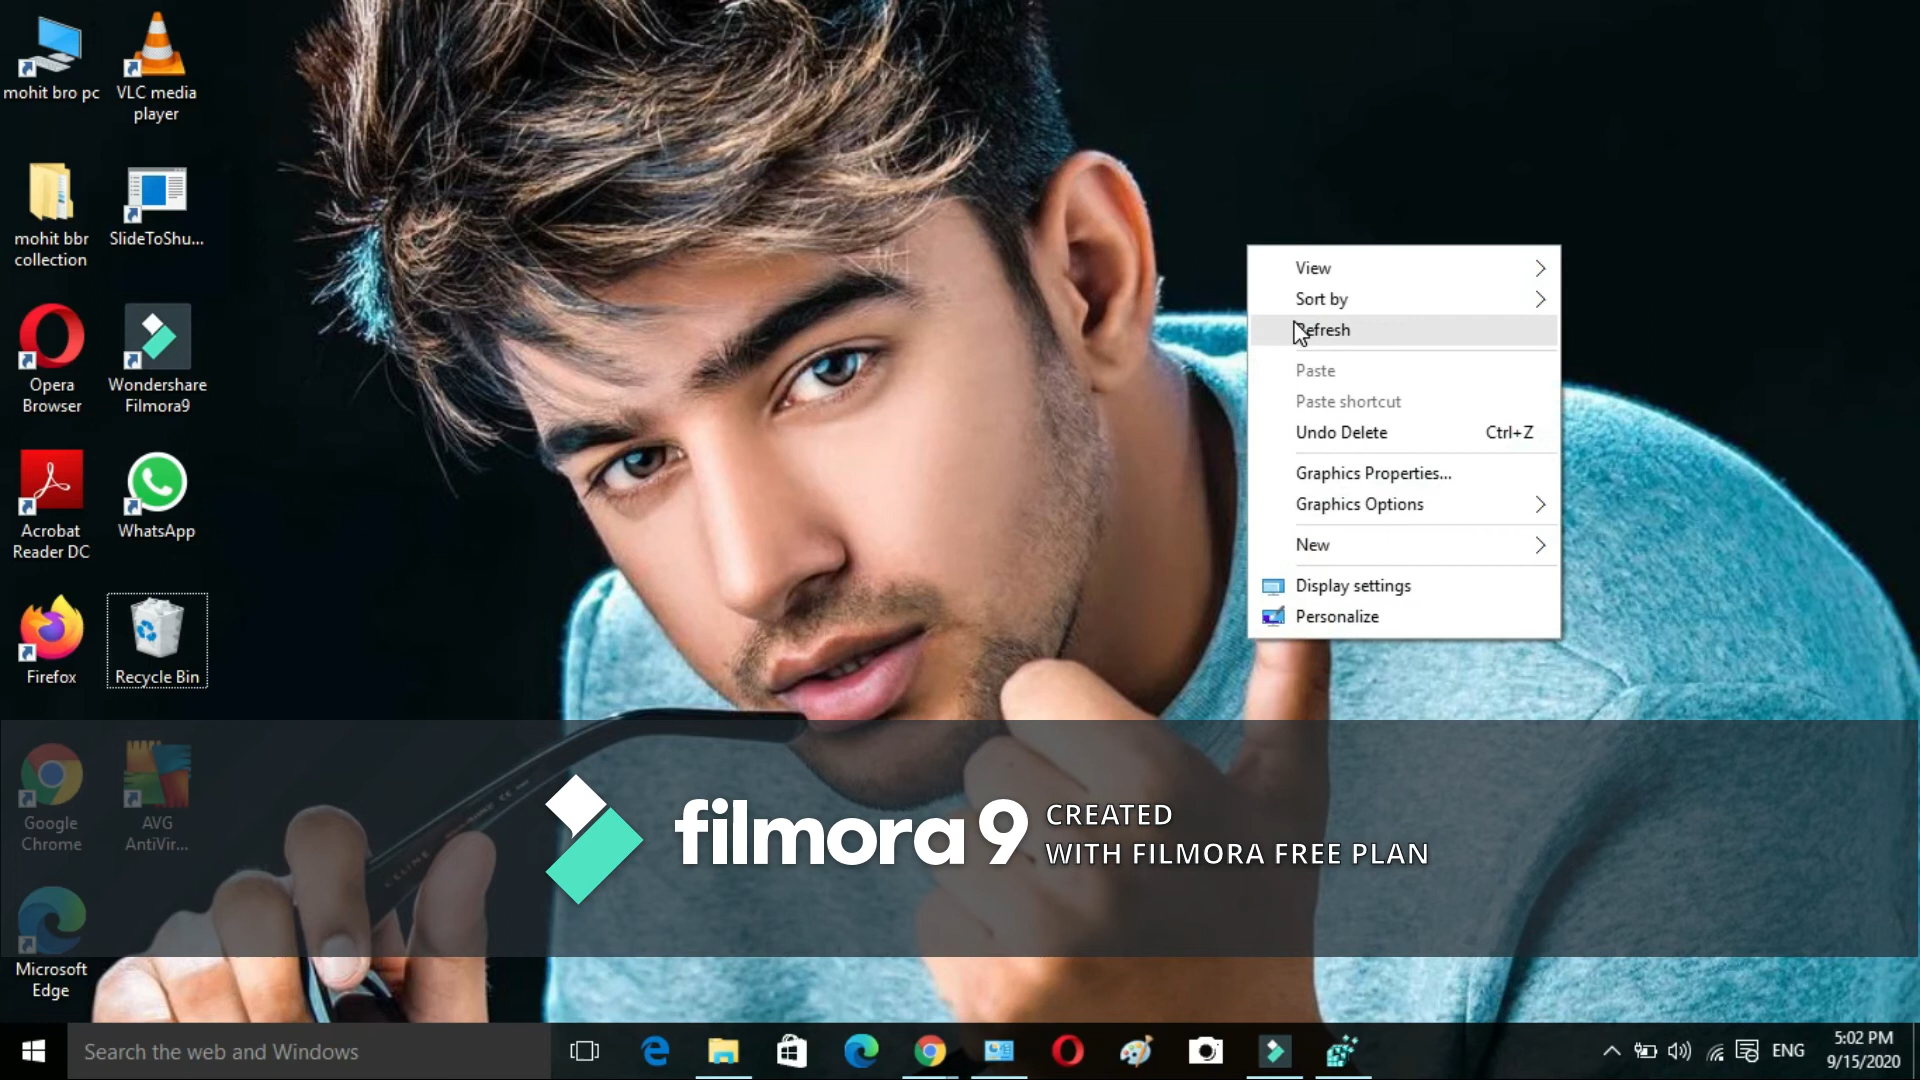 mohit bro pc
VLC media
player
mohit bbr
collection
SlideToShu...
Opera
Browser
Wondershare
Filmora9
Acrobat
Reader DC
WhatsApp
Firefox
Recycle Bin
Google
Chrome
AVG
AntiVir...
Microsoft
Edge
View
Sort by
Refresh
Paste
Paste shortcut
Undo Delete Ctrl+Z
Graphics Properties...
Graphics Options
New
Display settings
Personalize
filmora 9
CREATED
WITH FILMORA FREE PLAN
Search the web and Windows
ENG
5:02 PM
9/15/2020